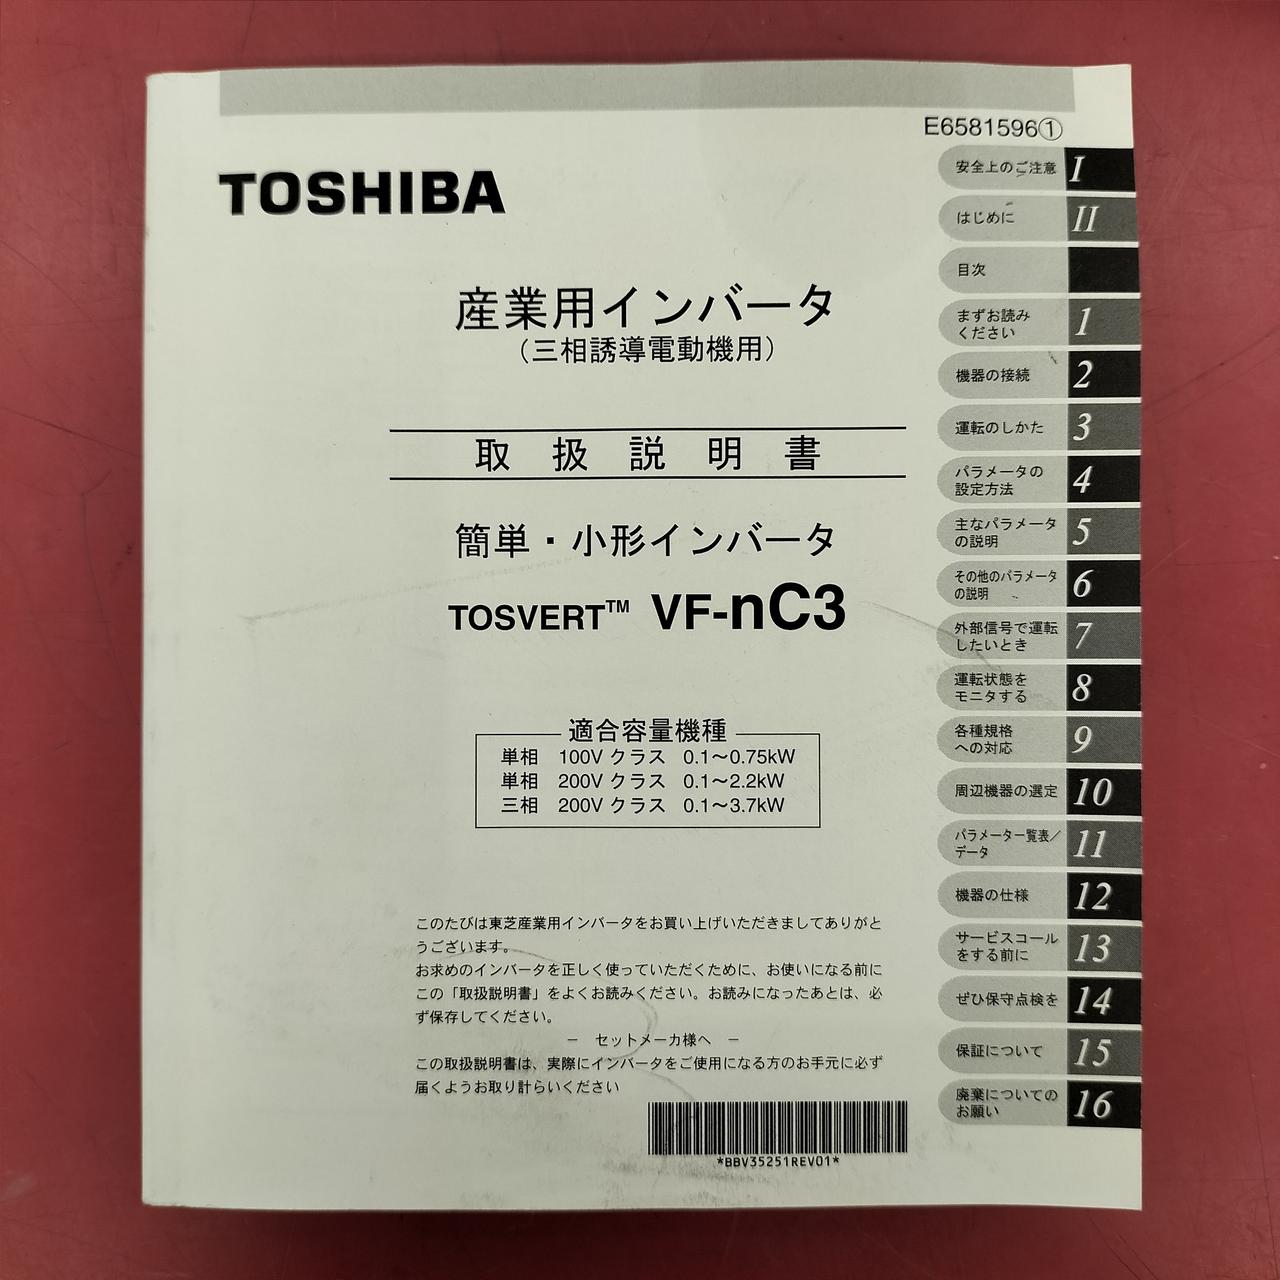 E6581596①
TOSHIBA
産業用インバータ
（三相誘導電動機用）
取扱説明書
簡単・小形インバータ
TOSVERT™ VF-nC3
適合容量機種
単相 100V クラス 0.1～0.75kW
単相 200V クラス 0.1～2.2kW
三相 200V クラス 0.1～3.7kW
このたびは東芝産業用インバータをお買い上げいただきましてありがと
うございます。
お求めのインバータを正しく使っていただくために、お使いになる前に
この「取扱説明書」をよくお読みください。お読みになったあとは、必
ず保存してください。
－ セットメーカ様へ －
この取扱説明書は、実際にインバータをご使用になる方のお手元に必ず
届くようお取り計らいください
*BBV35251REV01*
安全上のご注意 I
はじめに II
目次
まずお読み
ください 1
機器の接続 2
運転のしかた 3
パラメータの
設定方法 4
主なパラメータ
の説明 5
その他のパラメータ
の説明 6
外部信号で運転
したいとき 7
運転状態を
モニタする 8
各種規格
への対応 9
周辺機器の選定 10
パラメータ一覧表／
データ 11
機器の仕様 12
サービスコール
をする前に 13
ぜひ保守点検を 14
保証について 15
廃棄についての
お願い 16